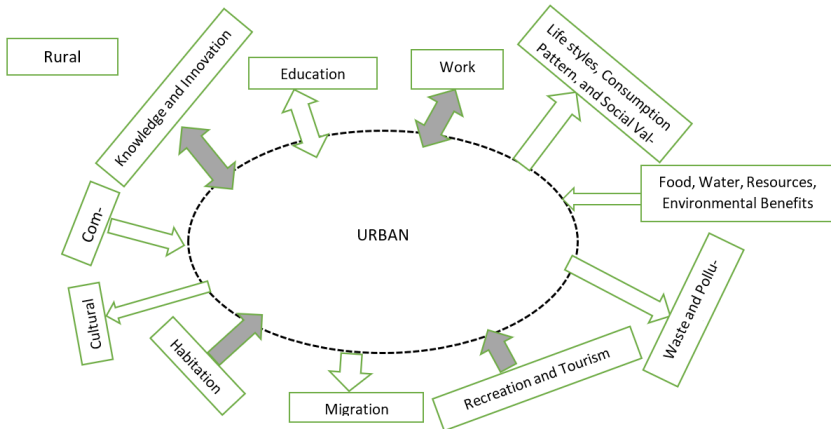 Rural
Knowledge and Innovation
Education
Work
Life styles, Consumption
Pattern, and Social Val-
Food, Water, Resources,
Environmental Benefits
Com-
URBAN
Cultural
Habitation
Migration
Recreation and Tourism
Waste and Pollu-